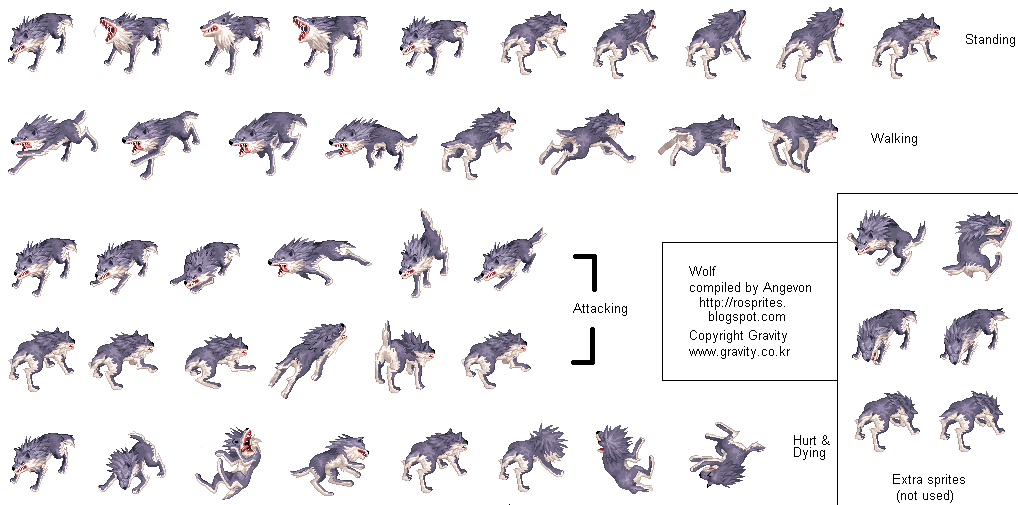 Standing
Walking
Attacking
Wolf
compiled by Angevon
http://rosprites.
blogspot.com
Copyright Gravity
www.gravity.co.kr
Hurt &
Dying
Extra sprites
(not used)